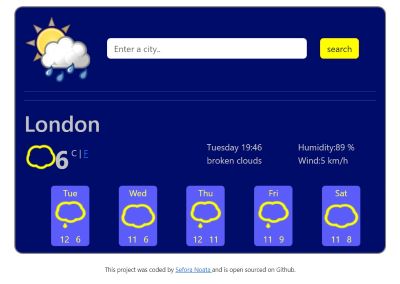 Enter a city..
search
London
6 C | F
Tuesday 19:46
broken clouds
Humidity:89 %
Wind:5 km/h
Tue
Wed
Thu
Fri
Sat
12 6
11 6
12 11
11 9
11 8
This project was coded by Sefora Noata and is open sourced on Github.